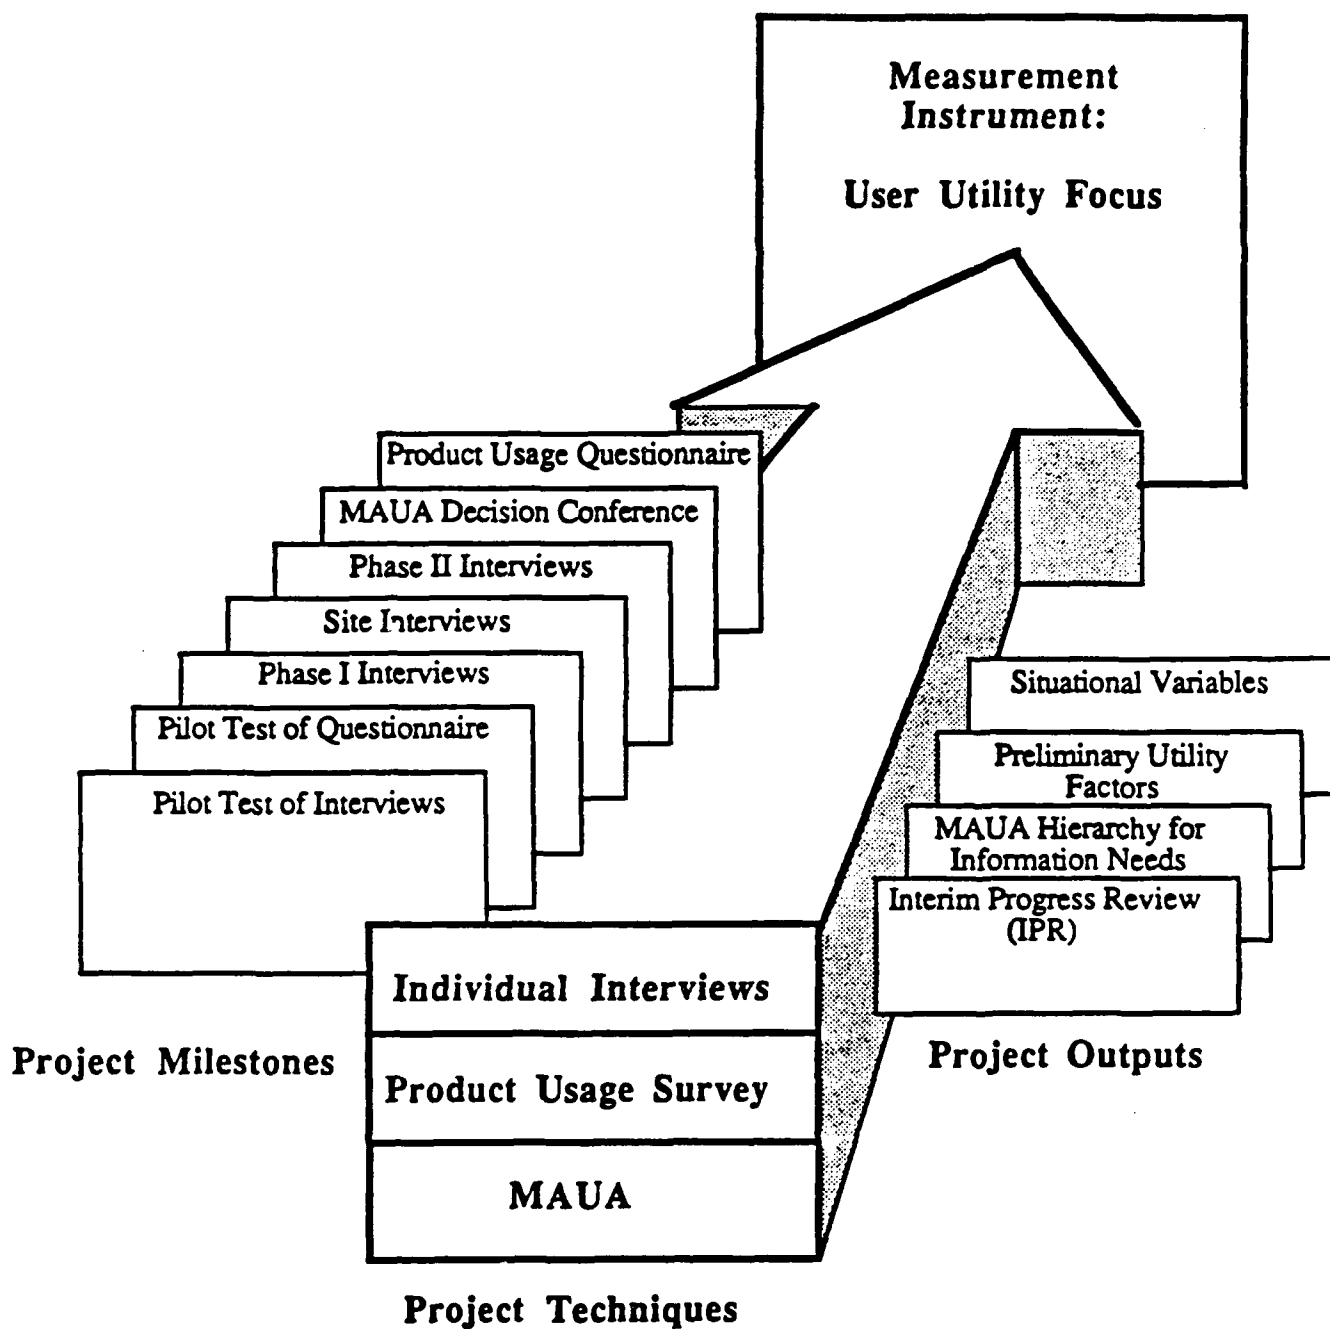 Measurement
Instrument:
User Utility Focus
Product Usage Questionnaire
MAUA Decision Conference
Phase II Interviews
Site Interviews
Phase I Interviews
Pilot Test of Questionnaire
Pilot Test of Interviews
Situational Variables
Preliminary Utility
Factors
MAUA Hierarchy for
Information Needs
Interim Progress Review
(IPR)
Individual Interviews
Product Usage Survey
MAUA
Project Milestones
Project Outputs
Project Techniques